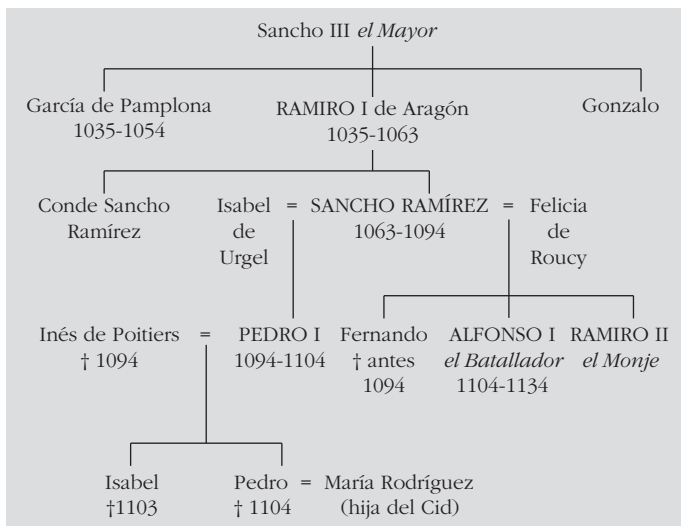 Sancho III el Mayor
García de Pamplona
1035-1054
RAMIRO I de Aragón
1035-1063
Gonzalo
Conde Sancho
Ramírez
Isabel = SANCHO RAMÍREZ = Felicia
de
Urgel
1063-1094
de
Roucy
Inés de Poitiers = PEDRO I
† 1094
1094-1104
Fernando
† antes
1094
ALFONSO I
el Batallador
1104-1134
RAMIRO II
el Monje
Isabel
†1103
Pedro = María Rodríguez
† 1104
(hija del Cid)